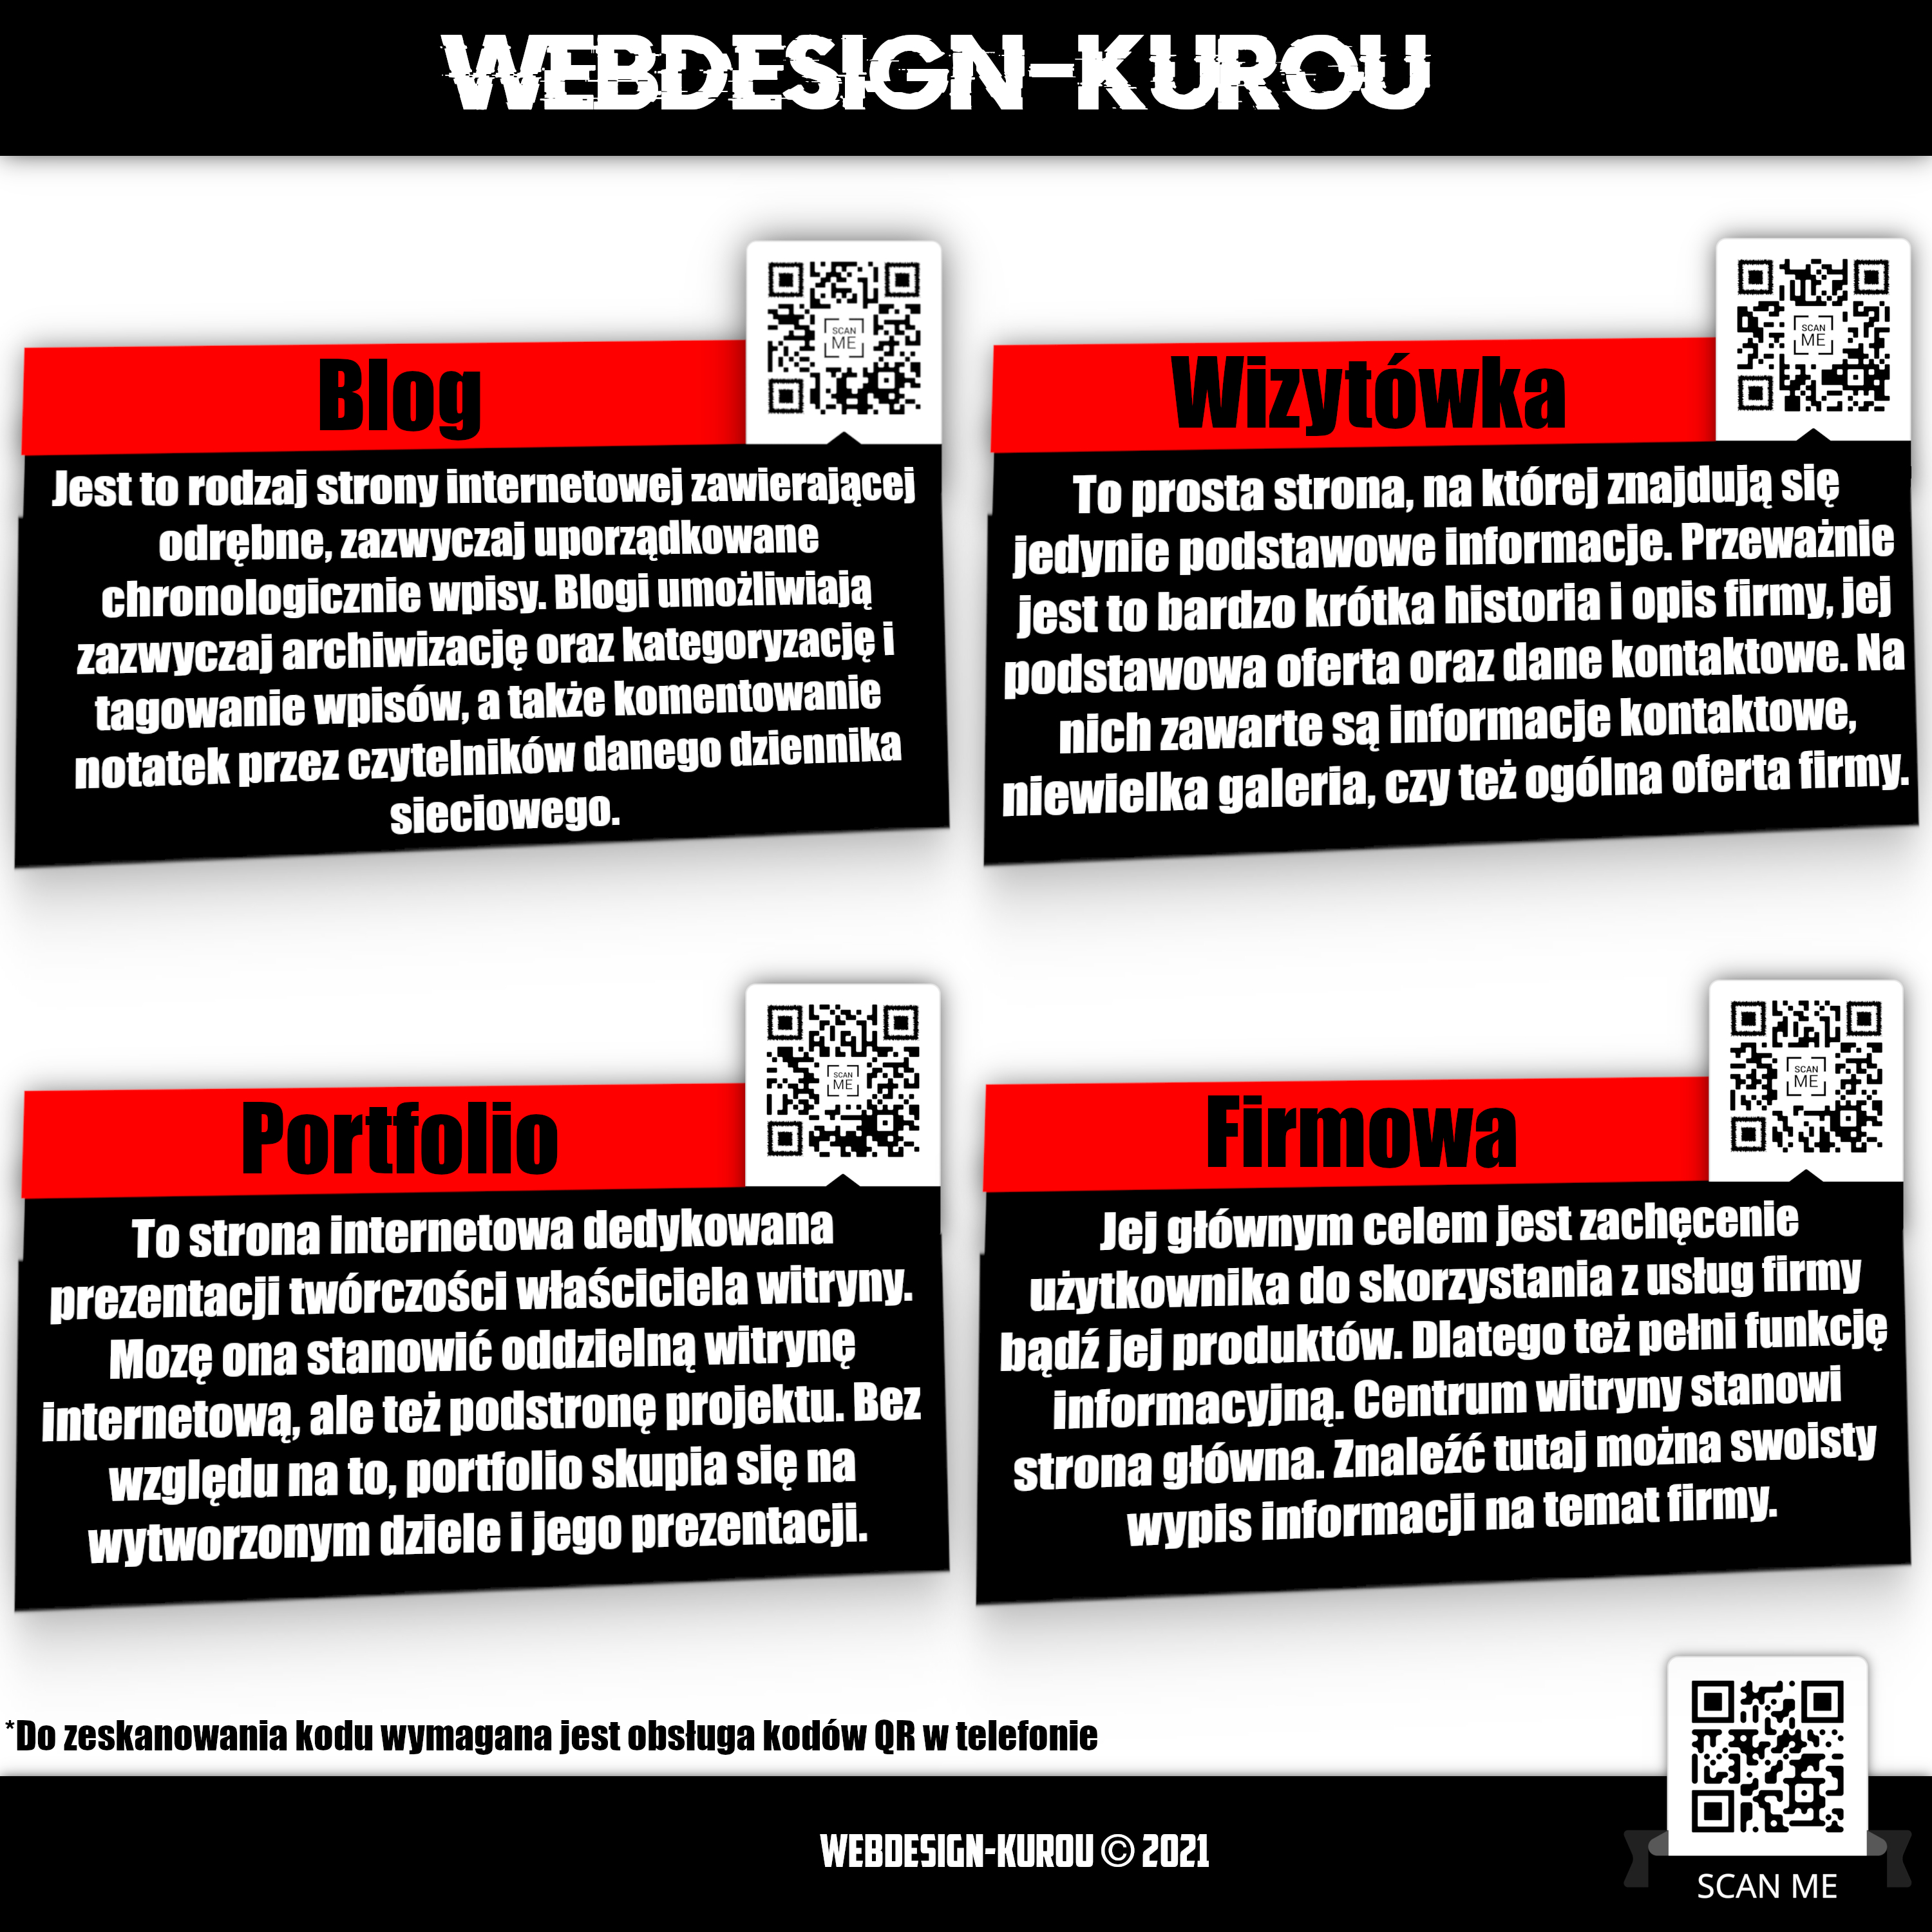 WEBDESIGN-KUROU
SCAN
ME
Blog
Jest to rodzaj strony internetowej zawierającej
odrębne, zazwyczaj uporządkowane
chronologicznie wpisy. Blogi umożliwiają
zazwyczaj archiwizację oraz kategoryzację i
tagowanie wpisów, a także komentowanie
notatek przez czytelników danego dziennika
sieciowego.
SCAN
ME
Wizytówka
To prosta strona, na której znajdują się
jedynie podstawowe informacje. Przeważnie
jest to bardzo krótka historia i opis firmy, jej
podstawowa oferta oraz dane kontaktowe. Na
nich zawarte są informacje kontaktowe,
niewielka galeria, czy też ogólna oferta firmy.
SCAN
ME
Portfolio
To strona internetowa dedykowana
prezentacji twórczości właściciela witryny.
Mozę ona stanowić oddzielną witrynę
internetową, ale też podstronę projektu. Bez
względu na to, portfolio skupia się na
wytworzonym dziele i jego prezentacji.
SCAN
ME
Firmowa
Jej głównym celem jest zachęcenie
użytkownika do skorzystania z usług firmy
bądź jej produktów. Dlatego też pełni funkcję
informacyjną. Centrum witryny stanowi
strona główna. Znaleźć tutaj można swoisty
wypis informacji na temat firmy.
*Do zeskanowania kodu wymagana jest obsługa kodów QR w telefonie
WEBDESIGN-KUROU © 2021
SCAN ME